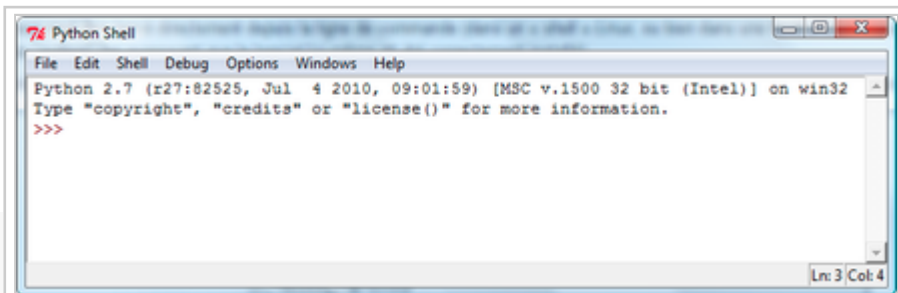 Python Shell
File Edit Shell Debug Options Windows Help
Python 2.7 (r27:82525, Jul  4 2010, 09:01:59) [MSC v.1500 32 bit (Intel)] on win32
Type "copyright", "credits" or "license()" for more information.
>>>
Ln: 3 Col: 4